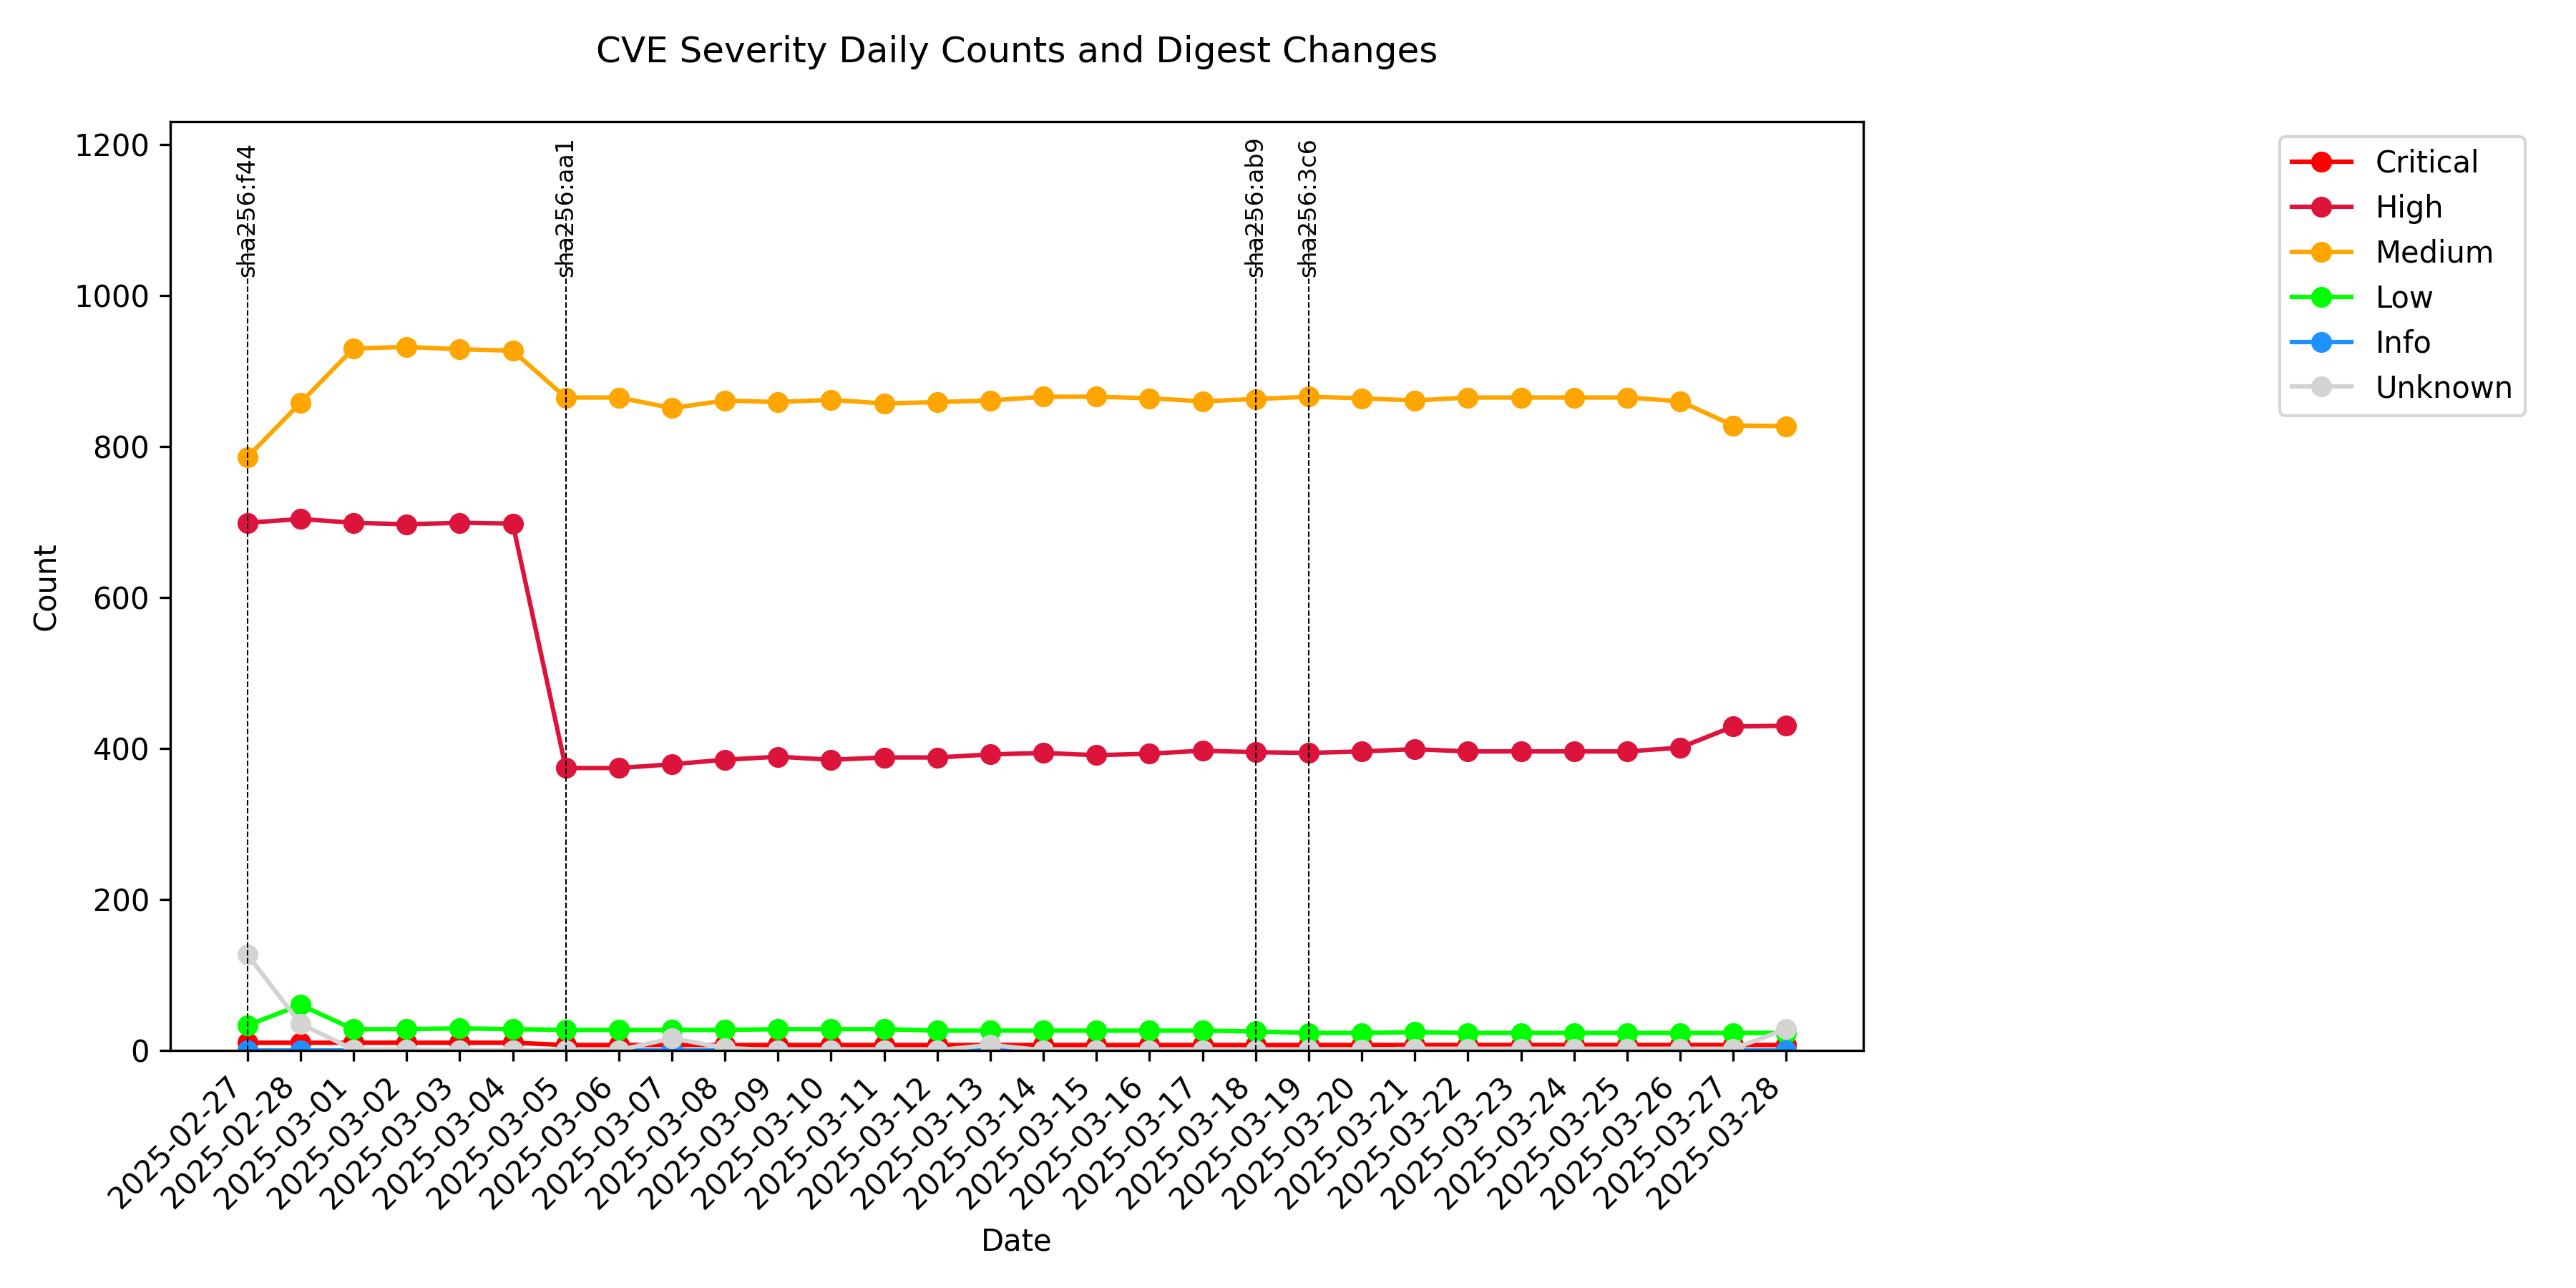 CVE Severity Daily Counts and Digest Changes
1200
1000
800
600
400
200
0
Count
sha256:f44
sha256:aa1
sha256:ab9
sha256:3c6
Critical
High
Medium
Low
Info
Unknown
2025-02-27
2025-02-28
2025-03-01
2025-03-02
2025-03-03
2025-03-04
2025-03-05
2025-03-06
2025-03-07
2025-03-08
2025-03-09
2025-03-10
2025-03-11
2025-03-12
2025-03-13
2025-03-14
2025-03-15
2025-03-16
2025-03-17
2025-03-18
2025-03-19
2025-03-20
2025-03-21
2025-03-22
2025-03-23
2025-03-24
2025-03-25
2025-03-26
2025-03-27
2025-03-28
Date